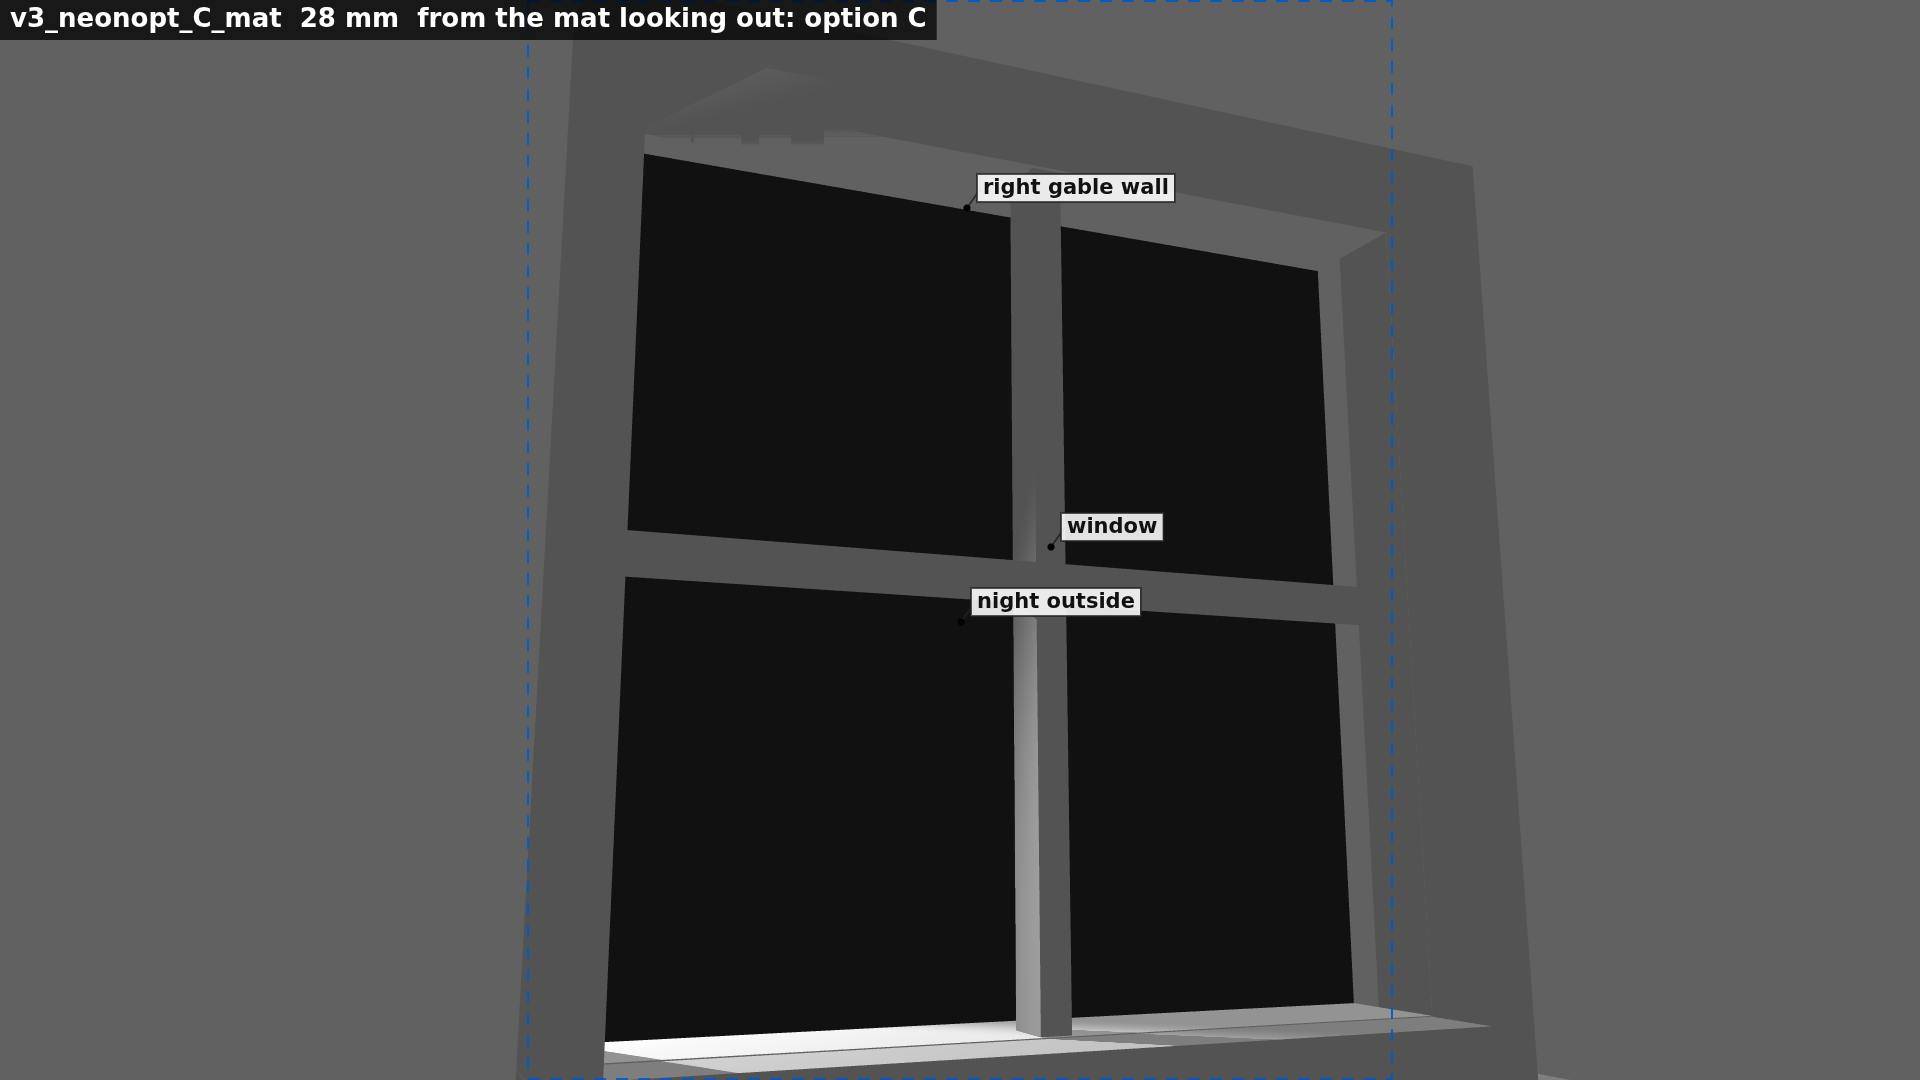 v3_neonopt_C_mat 28 mm from the mat looking out: option C
right gable wall
window
night outside